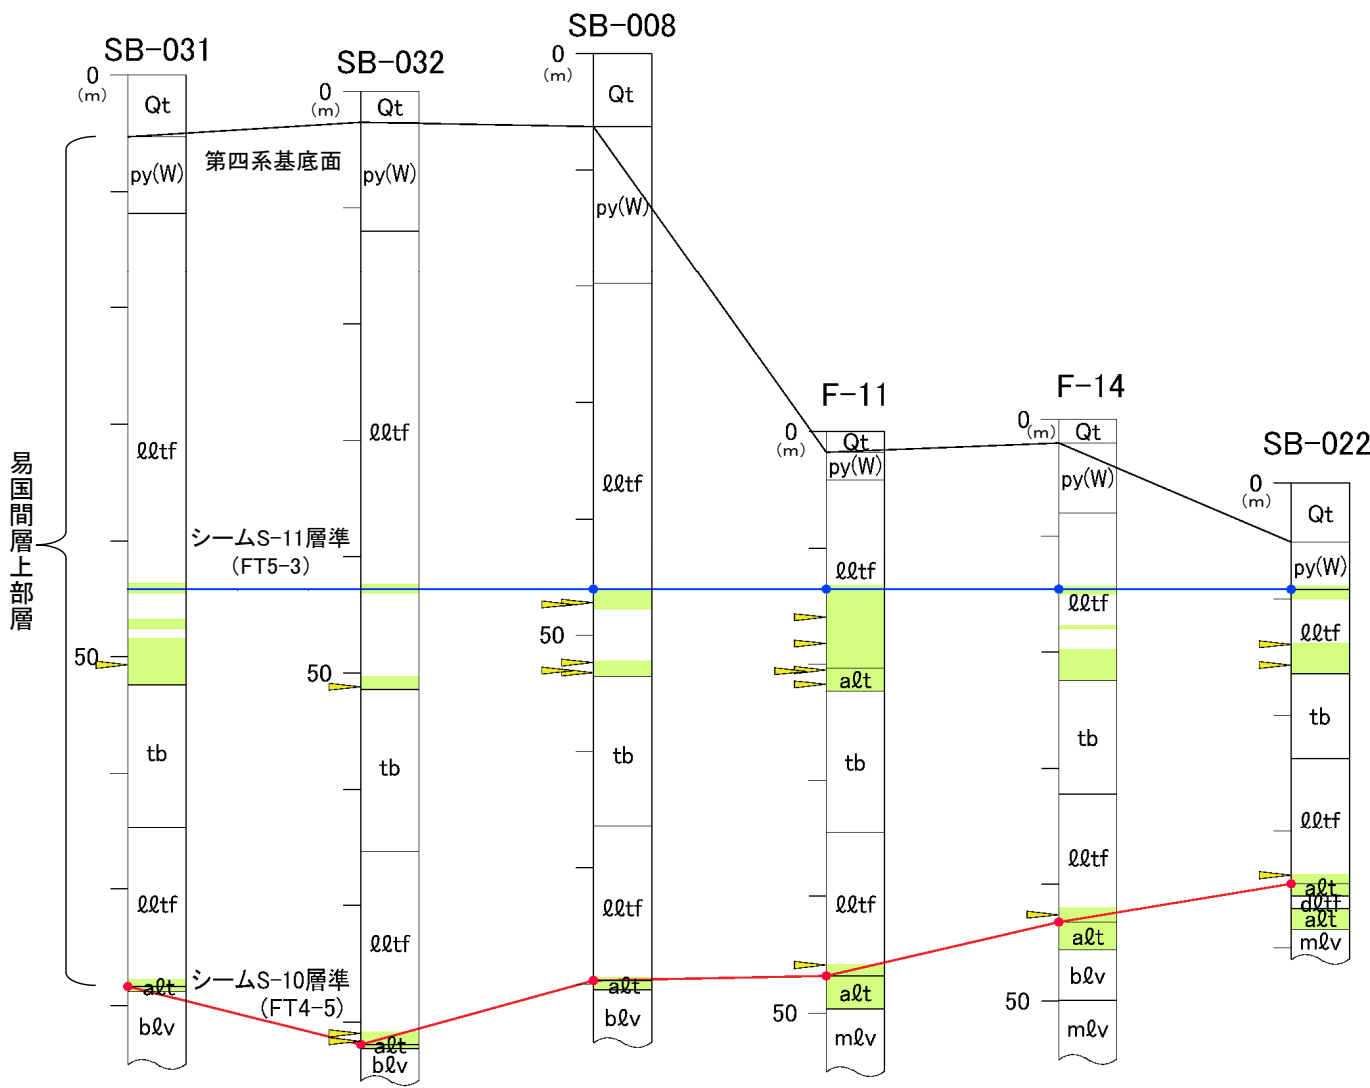 SB-031
0
(m)
Qt
py(W)
ℓℓtf
50
tb
ℓℓtf
aℓt
bℓv
SB-032
0
(m)
Qt
py(W)
ℓℓtf
50
tb
ℓℓtf
aℓt
bℓv
SB-008
0
(m)
Qt
py(W)
ℓℓtf
50
tb
ℓℓtf
aℓt
bℓv
F-11
0
(m)
Qt
py(W)
ℓℓtf
aℓt
tb
ℓℓtf
aℓt
50
mℓv
F-14
0
(m)
Qt
py(W)
ℓℓtf
tb
ℓℓtf
aℓt
bℓv
50
mℓv
SB-022
0
(m)
Qt
py(W)
ℓℓtf
tb
ℓℓtf
aℓt
dℓtf
aℓt
mℓv
第四系基底面
易国間層上部層
シームS-11層準
(FT5-3)
シームS-10層準
(FT4-5)